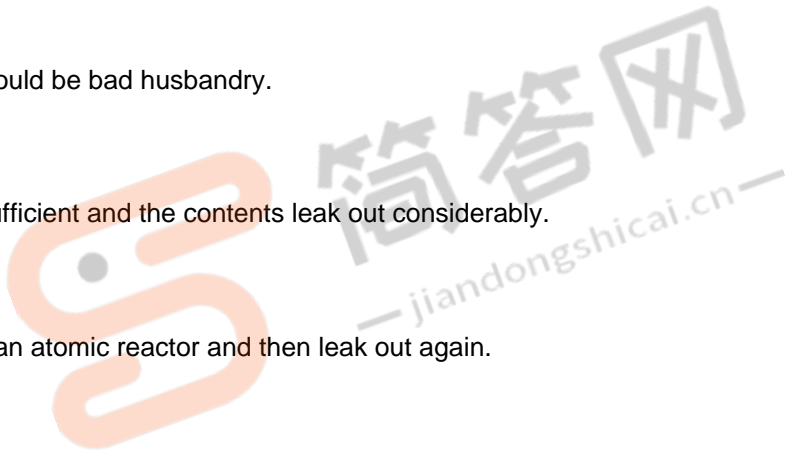 ould be bad husbandry.
简答网
fficient and the contents leak out considerably.
jiandongshicai.cn
an atomic reactor and then leak out again.